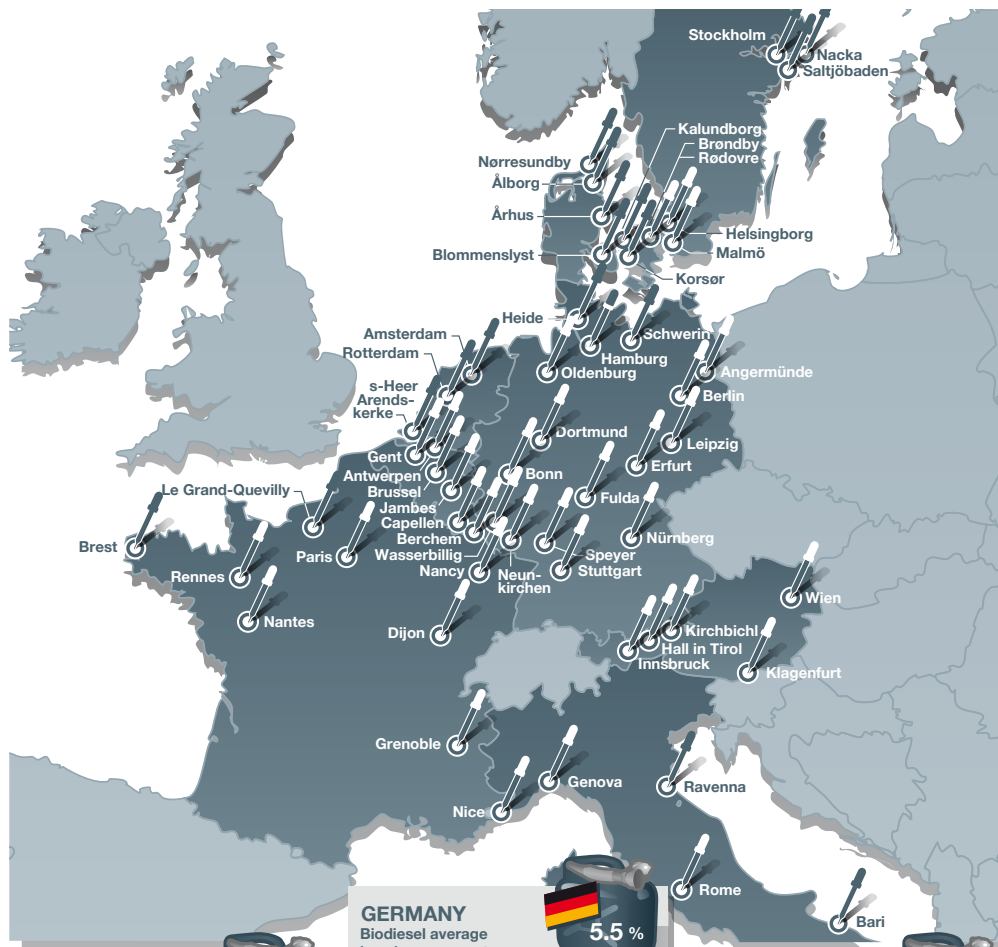 Stockholm
Nacka
Saltjöbaden
Kalundborg
Brøndby
Rødovre
Nørresundby
Ålborg
Århus
Helsingborg
Malmö
Blommenslyst
Korsør
Heide
Schwerin
Amsterdam
Hamburg
Rotterdam
Oldenburg
Angermünde
s-Heer
Arends-
kerke
Berlin
Dortmund
Leipzig
Gent
Erfurt
Antwerpen
Bonn
Brussel
Le Grand-Quevilly
Fulda
Jambes
Capellen
Berchem
Nürnberg
Brest
Paris
Wasserbillig
Speyer
Nancy
Stuttgart
Neun-
kirchen
Rennes
Wien
Nantes
Dijon
Kirchbichl
Hall in Tirol
Innsbruck
Klagenfurt
Grenoble
Genova
Ravenna
Nice
Rome
Bari
GERMANY
Biodiesel average
5.5 %